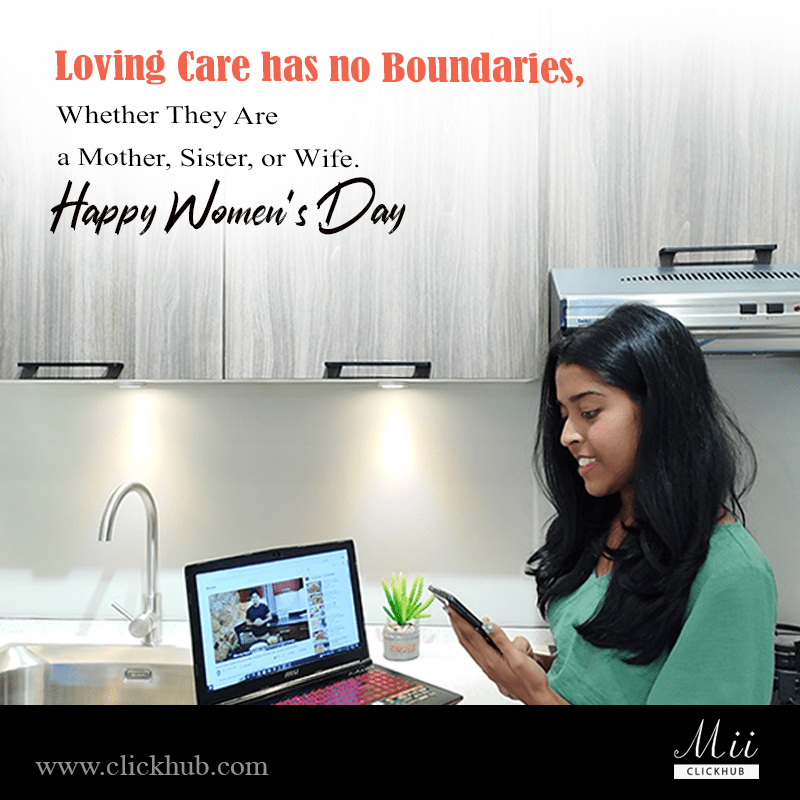 Loving Care has no Boundaries,
Whether They Are
a Mother, Sister, or Wife.
Happy Women's Day
msi
www.clickhub.com
Mii
CLICKHUB